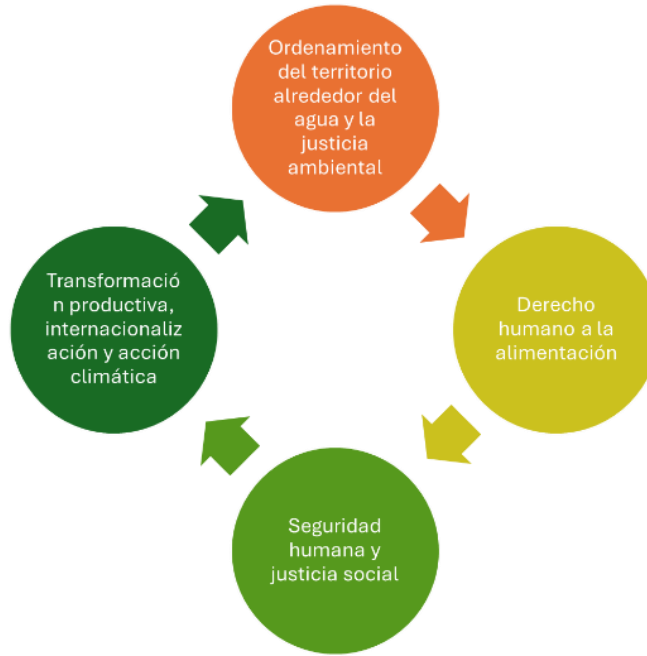 Ordenamiento
del territorio
alrededor del
agua y la
justicia
ambiental
Derecho
humano a la
alimentación
Seguridad
humana y
justicia social
Transformació
n productiva,
internacionaliz
ación y acción
climática